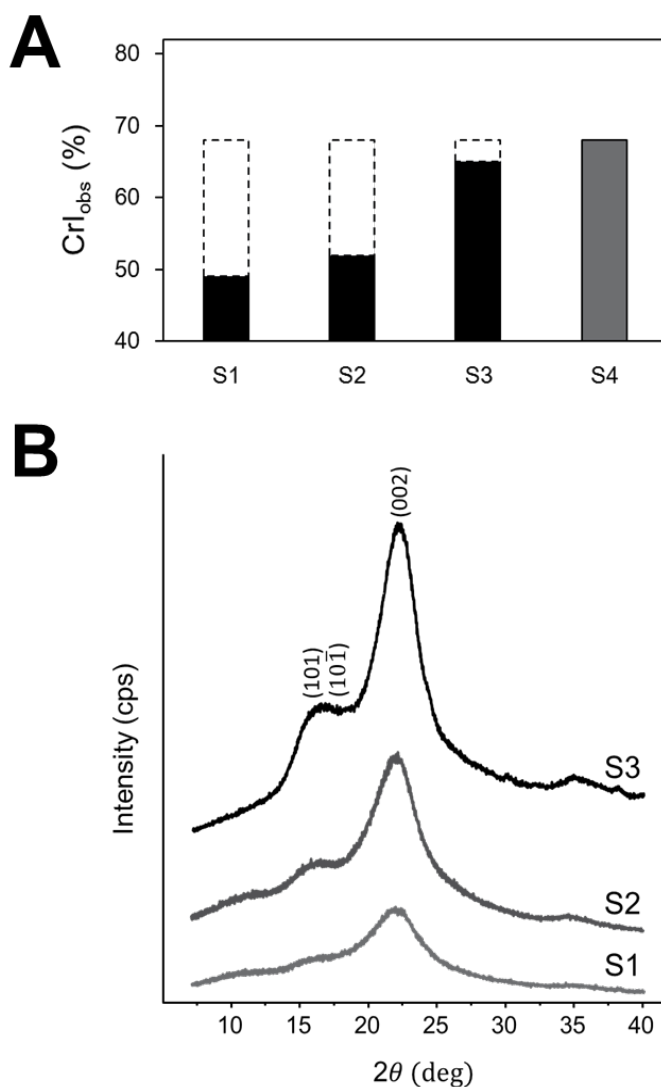 A
CrI_obs (%)
80
70
60
50
40
S1 S2 S3 S4
B
Intensity (cps)
(002)
(101)
(101̅)
S3
S2
S1
10 15 20 25 30 35 40
2θ (deg)